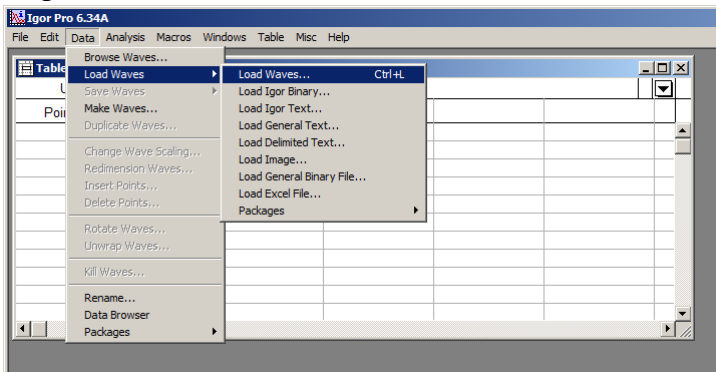 Igor Pro 6.34A
File Edit Data Analysis Macros Windows Table Misc Help
Table
Browse Waves...
Load Waves
Save Waves
Make Waves...
Duplicate Waves...
Change Wave Scaling...
Redimension Waves...
Insert Points...
Delete Points...
Rotate Waves...
Unwrap Waves...
Kill Waves...
Rename...
Data Browser
Packages
Load Waves... Ctrl+L
Load Igor Binary...
Load Igor Text...
Load General Text...
Load Delimited Text...
Load Image...
Load General Binary File...
Load Excel File...
Packages
Poi